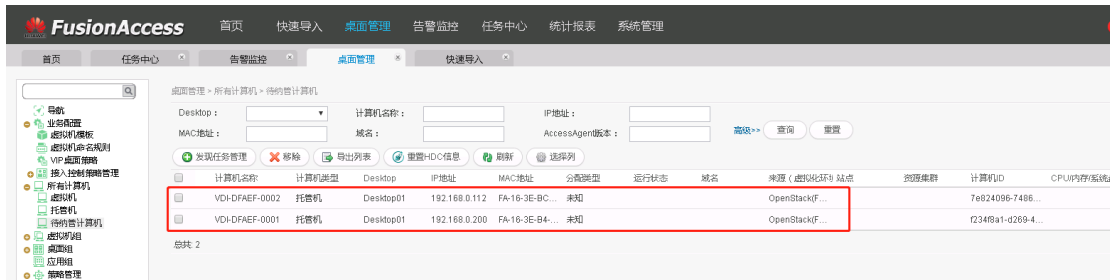 FusionAccess 首页 快速导入 桌面管理 告警监控 任务中心 统计报表 系统管理
首页 任务中心 告警监控 桌面管理 快速导入
桌面管理 > 所有计算机 > 待纳管计算机
导航
业务配置
虚拟机模板
虚拟机命名规则
VIP桌面策略
接入控制策略管理
所有计算机
虚拟机
托管机
待纳管计算机
虚拟机组
桌面组
应用组
策略管理
Desktop : 计算机名称 : IP地址 :
MAC地址 : 域名 : AccessAgent版本 : 高级>> 查询 重置
发现任务管理 移除 导出列表 重置HDC信息 刷新 选择列
计算机名称 计算机类型 Desktop IP地址 MAC地址 分配类型 运行状态 域名 来源 ( 虚拟化环境 站点 资源集群 计算机ID CPU/内存/系统
VDI-DFAEF-0002 托管机 Desktop01 192.168.0.112 FA-16-3E-BC... 未知 OpenStack(F... 7e824096-7486...
VDI-DFAEF-0001 托管机 Desktop01 192.168.0.200 FA-16-3E-B4-... 未知 OpenStack(F... f234f8a1-d269-4...
总共: 2